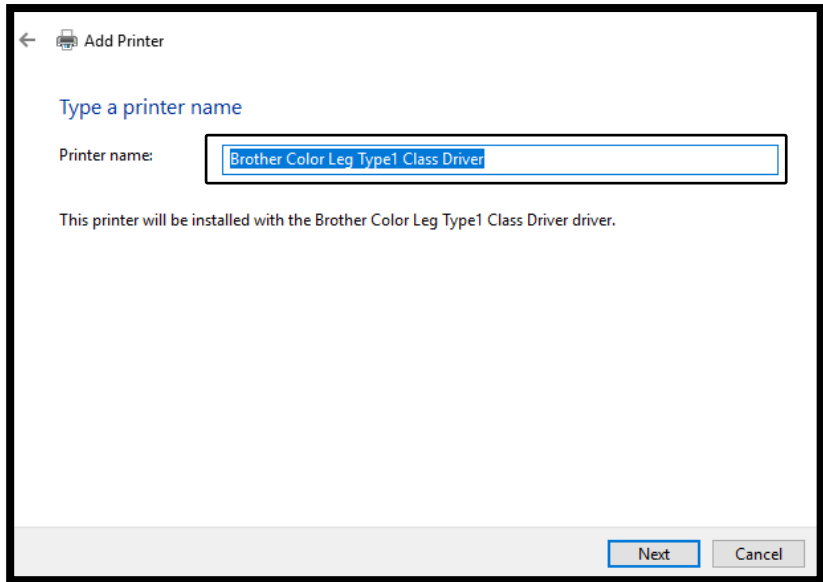 Add Printer
Type a printer name
Printer name: Brother Color Leg Type1 Class Driver
This printer will be installed with the Brother Color Leg Type1 Class Driver driver.
Next Cancel